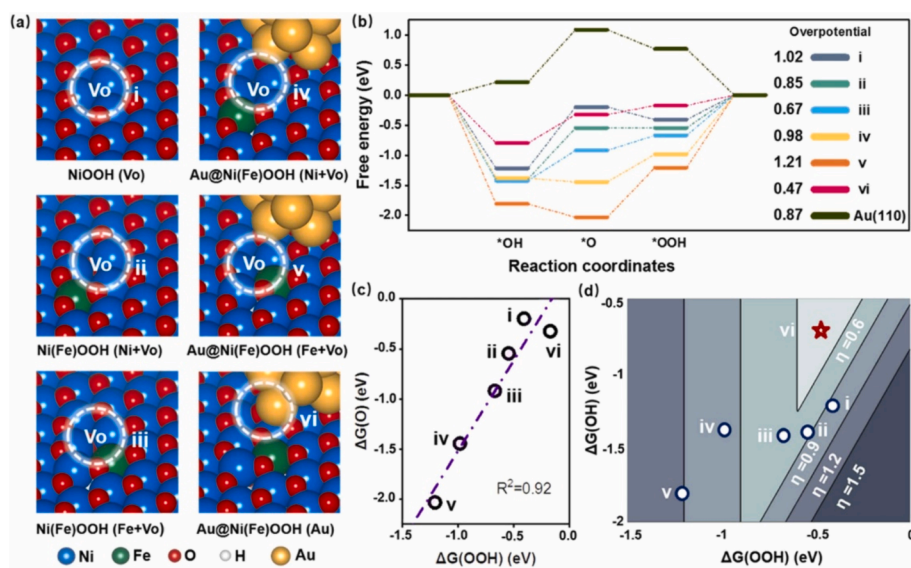 (a)
Vo
i
NiOOH (Vo)
Vo
iv
Au@Ni(Fe)OOH (Ni+Vo)
Vo
ii
Ni(Fe)OOH (Ni+Vo)
Vo
v
Au@Ni(Fe)OOH (Fe+Vo)
Vo
iii
Ni(Fe)OOH (Fe+Vo)
vi
Au@Ni(Fe)OOH (Au)
Ni Fe O H Au
(b)
Free energy (eV)
1.0
0.5
0.0
-0.5
-1.0
-1.5
-2.0
*OH *O *OOH
Reaction coordinates
Overpotential
1.02 i
0.85 ii
0.67 iii
0.98 iv
1.21 v
0.47 vi
0.87 Au(110)
(c)
ΔG(O) (eV)
0.0
-0.5
-1.0
-1.5
-2.0
i
vi
ii
iii
iv
v
R²=0.92
-1.5 -1.0 -0.5 0.0
ΔG(OOH) (eV)
(d)
ΔG(OH) (eV)
-0.5
-1
-1.5
-2
vi
η=0.6
i
iv
iii
ii
η=0.9
η=1.2
η=1.5
v
-1.5 -1 -0.5 0
ΔG(OOH) (eV)